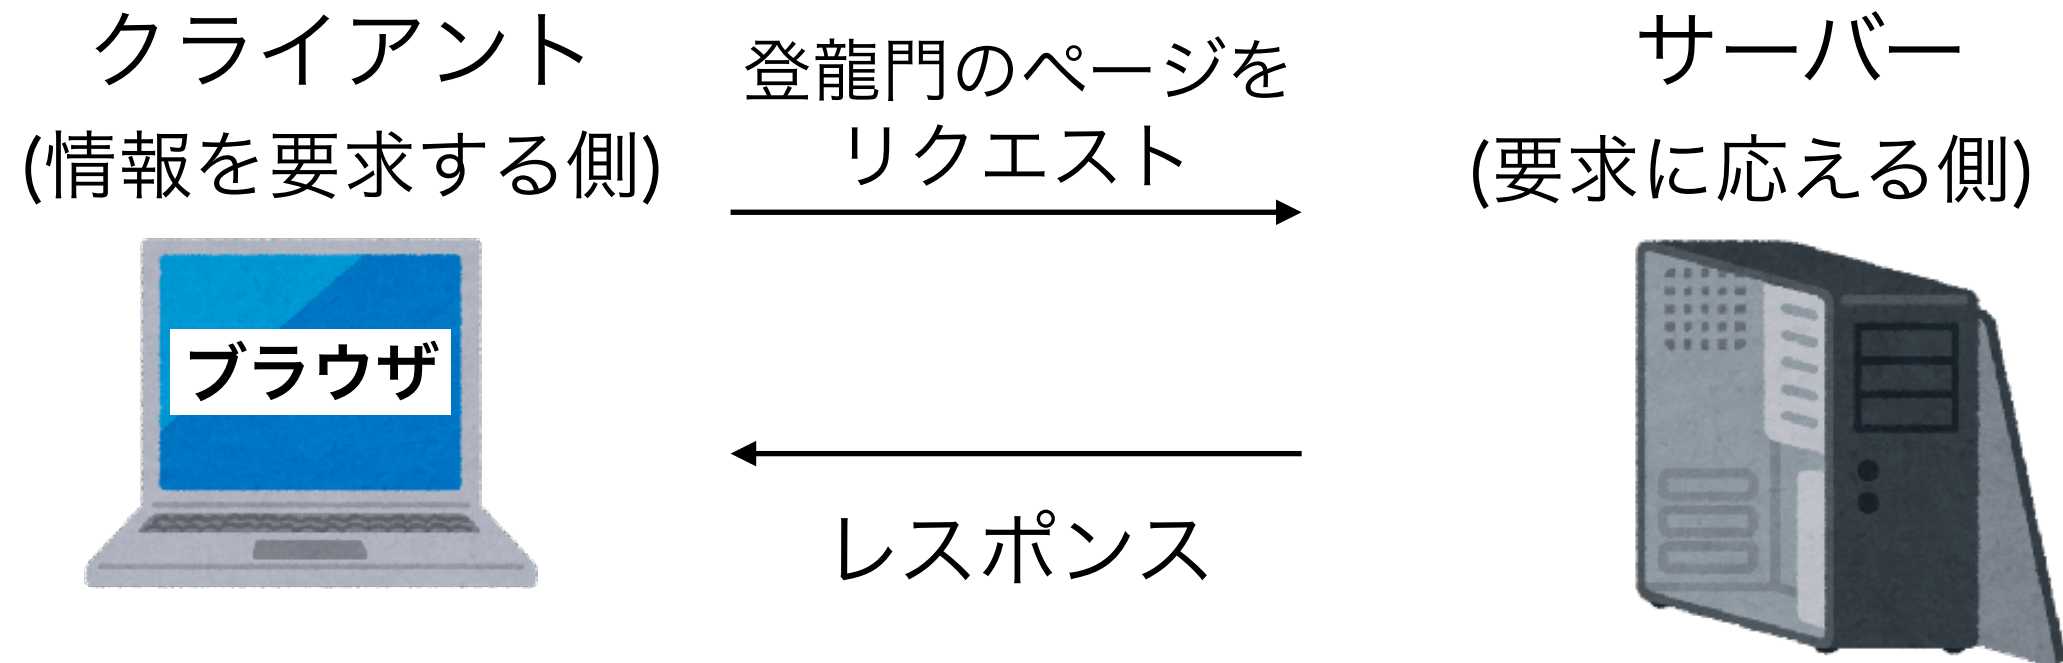 クライアント
(情報を要求する側)
ブラウザ
登龍門のページを
リクエスト
レスポンス
サーバー
(要求に応える側)